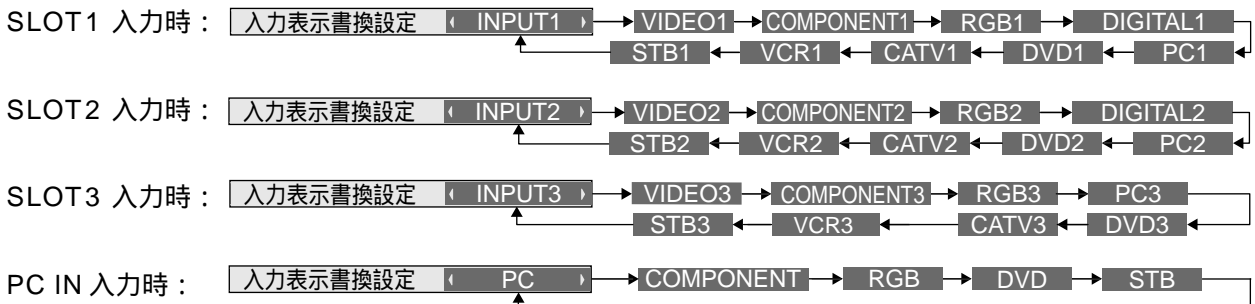 SLOT1 入力時： 入力表示書換設定 INPUT1 VIDEO1 COMPONENT1 RGB1 DIGITAL1
STB1 VCR1 CATV1 DVD1 PC1
SLOT2 入力時： 入力表示書換設定 INPUT2 VIDEO2 COMPONENT2 RGB2 DIGITAL2
STB2 VCR2 CATV2 DVD2 PC2
SLOT3 入力時： 入力表示書換設定 INPUT3 VIDEO3 COMPONENT3 RGB3 PC3
STB3 VCR3 CATV3 DVD3
PC IN 入力時： 入力表示書換設定 PC COMPONENT RGB DVD STB